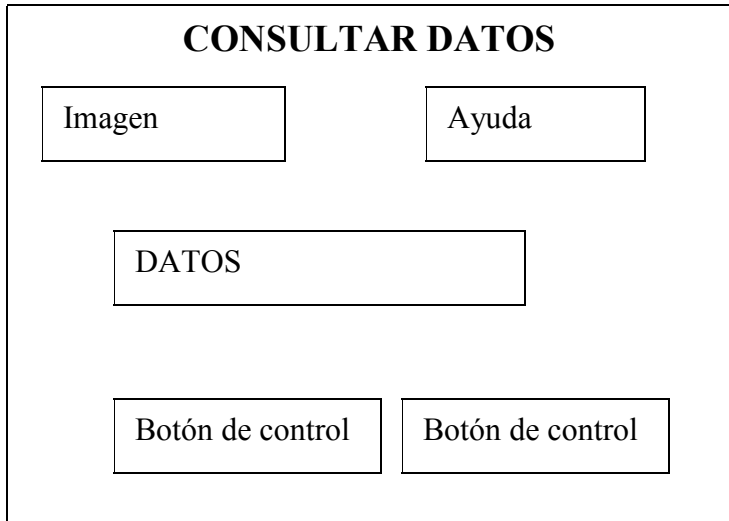 CONSULTAR DATOS
Imagen
Ayuda
DATOS
Botón de control
Botón de control